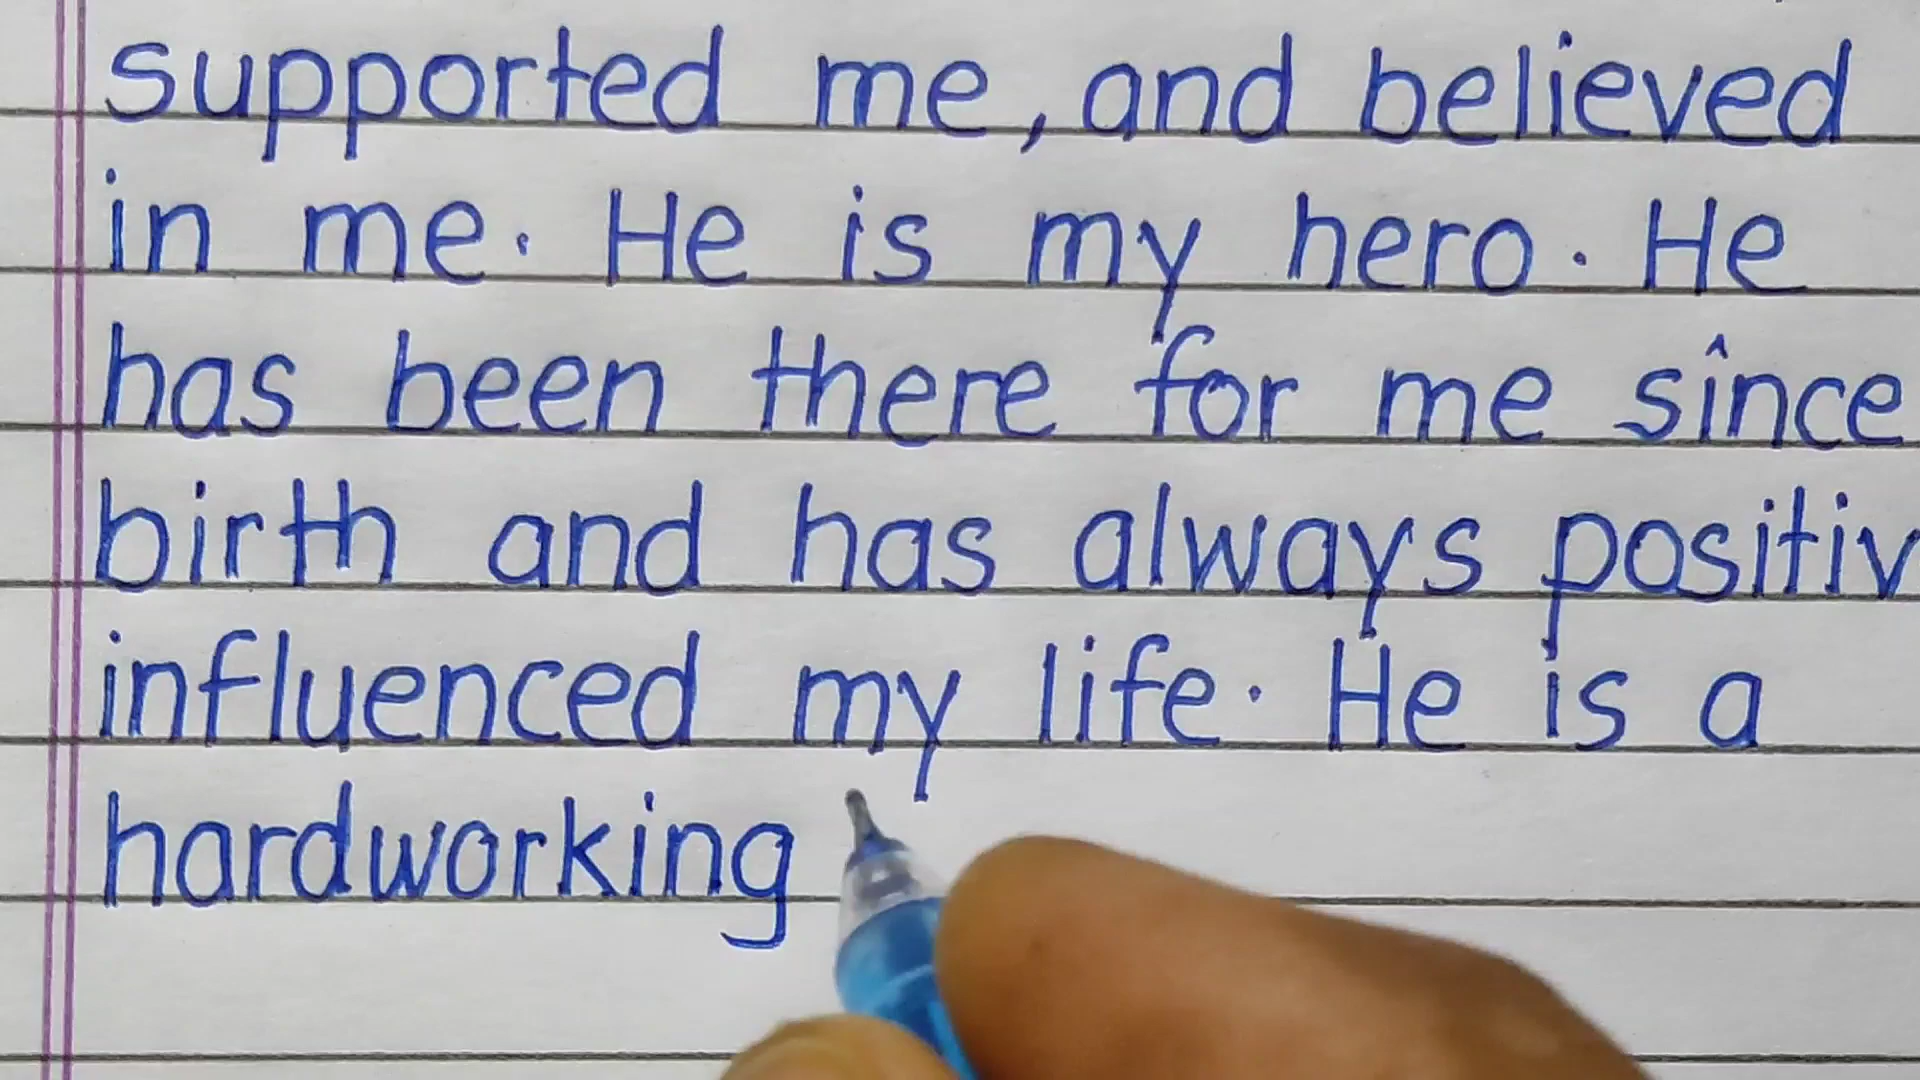 supported me, and believed
in me. He is my hero. He
has been there for me since
birth and has always positiv
influenced my life. He is a
hardworking